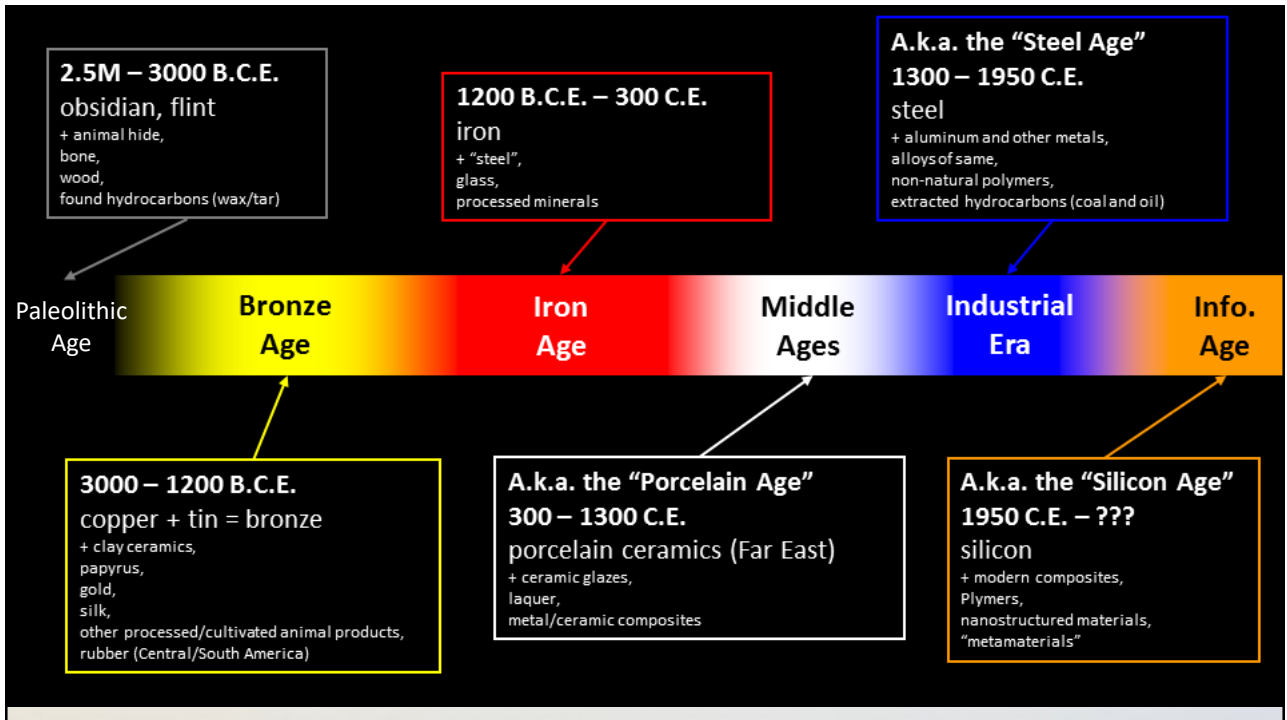 2.5M – 3000 B.C.E.
obsidian, flint
+ animal hide,
bone,
wood,
found hydrocarbons (wax/tar)
1200 B.C.E. – 300 C.E.
iron
+ “steel”,
glass,
processed minerals
A.k.a. the “Steel Age”
1300 – 1950 C.E.
steel
+ aluminum and other metals,
alloys of same,
non-natural polymers,
extracted hydrocarbons (coal and oil)
Paleolithic
Age
Bronze
Age
Iron
Age
Middle
Ages
Industrial
Era
Info.
Age
3000 – 1200 B.C.E.
copper + tin = bronze
+ clay ceramics,
papyrus,
gold,
silk,
other processed/cultivated animal products,
rubber (Central/South America)
A.k.a. the “Porcelain Age”
300 – 1300 C.E.
porcelain ceramics (Far East)
+ ceramic glazes,
laquer,
metal/ceramic composites
A.k.a. the “Silicon Age”
1950 C.E. – ???
silicon
+ modern composites,
Plymers,
nanostructured materials,
“metamaterials”